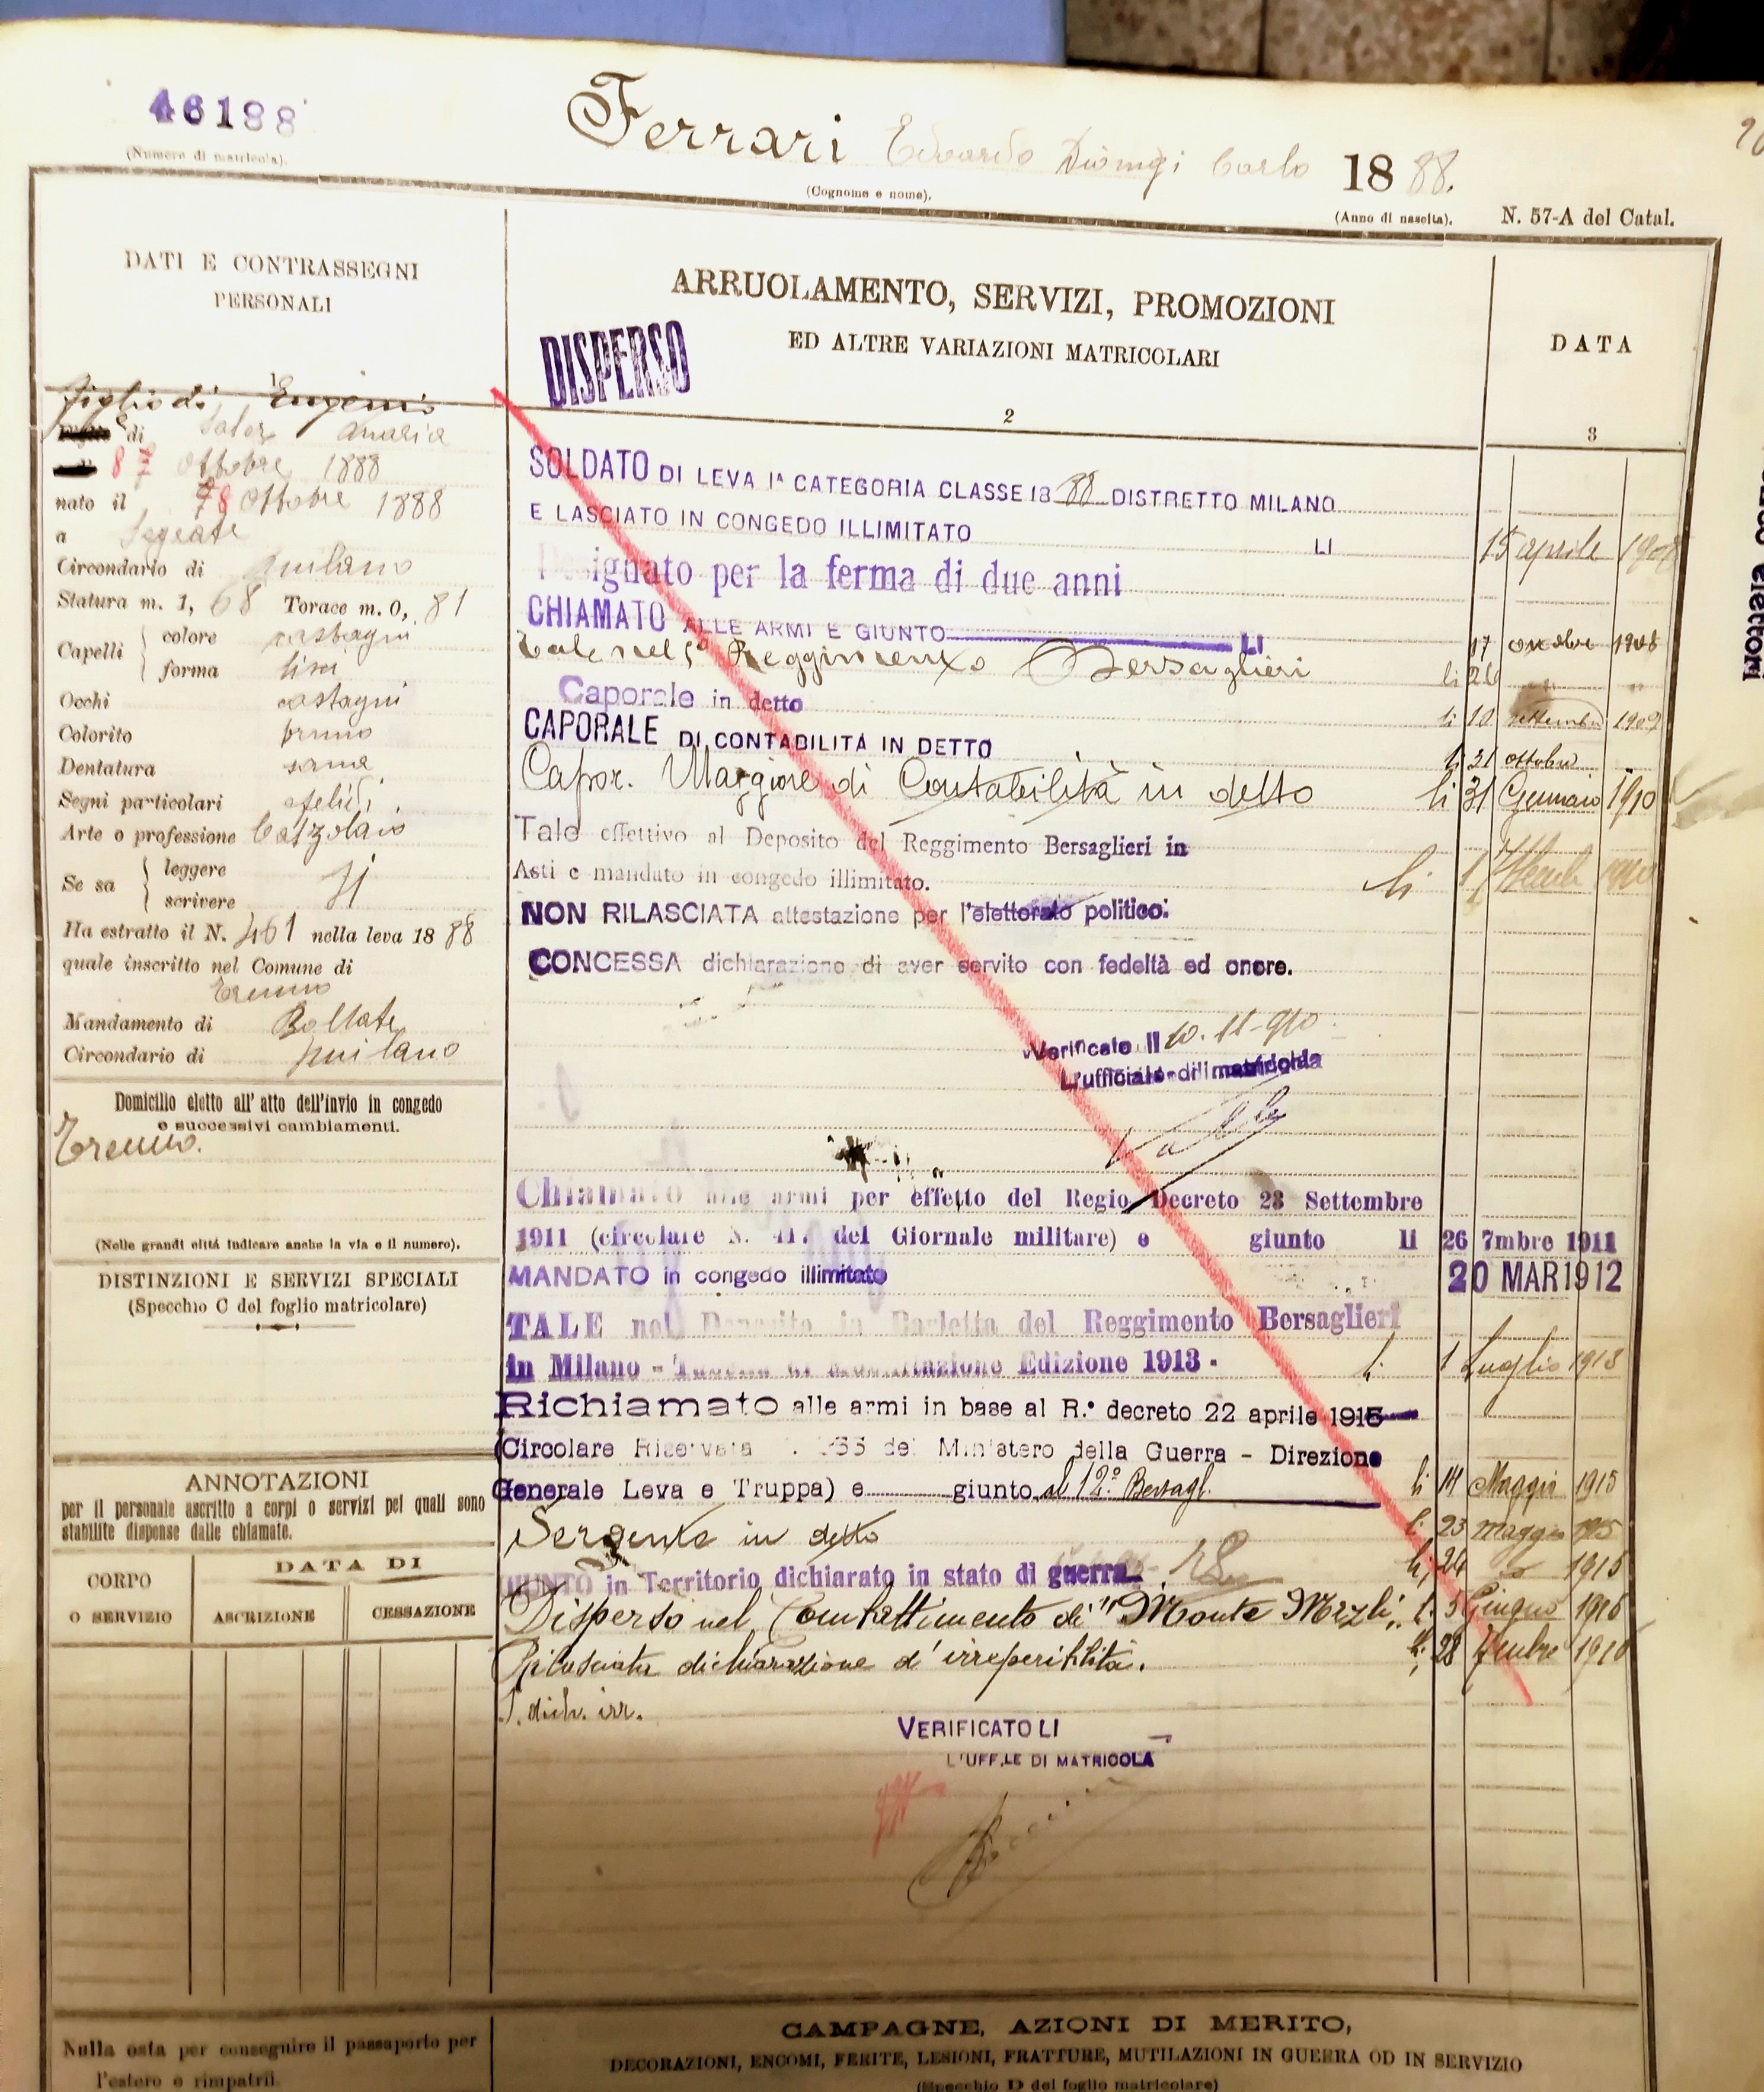 46188
(Numero di matricola).
Ferrari Edoardo Dionigi Carlo 1888.
(Cognome e nome).
(Anno di nascita).
N. 57-A del Catal.
DATI E CONTRASSEGNI
PERSONALI
figlio di Eugenio
di Maria
8 7 Ottobre 1888
nato il 7 8 Ottobre 1888
a Segrate
Circondario di Milano
Statura m. 1, 68 Torace m. 0, 81
Capelli
colore castagni
forma lisci
Occhi castagni
Colorito bruno
Dentatura sana
Segni particolari
Arte o professione Calzolaio
Se sa
leggere
scrivere
Si
Ha estratto il N. 461 nella leva 1888
quale inscritto nel Comune di
Trenno
Mandamento di Bollate
Circondario di Milano
Domicilio eletto all'atto dell'invio in congedo
e successivi cambiamenti.
Trenno.
(Nelle grandi città indicare anche la via e il numero).
DISTINZIONI E SERVIZI SPECIALI
(Specchio C del foglio matricolare)
ANNOTAZIONI
per il personale ascritto a corpi o servizi pei quali sono
stabilite dispense dalle chiamate.
CORPO
O SERVIZIO
DATA DI
ASCRIZIONE
CESSAZIONE
Nulla osta per conseguire il passaporto per
l'estero e rimpatrii
ARRUOLAMENTO, SERVIZI, PROMOZIONI
ED ALTRE VARIAZIONI MATRICOLARI
DATA
DISPERSO
2
3
SOLDATO DI LEVA 1ª CATEGORIA CLASSE 1888 DISTRETTO MILANO
E LASCIATO IN CONGEDO ILLIMITATO LI 15 aprile 1908
Designato per la ferma di due anni
CHIAMATO ALLE ARMI E GIUNTO LI 17 ottobre 1908
Tale nel 5º Reggimento Bersaglieri li 26 " "
Caporale in detto li 10 settembre 1909
CAPORALE DI CONTABILITÀ IN DETTO li 31 ottobre "
Capor. Maggiore di Contabilità in detto li 31 Gennaio 1910
Tale effettivo al Deposito del Reggimento Bersaglieri in
Asti e mandato in congedo illimitato. li
NON RILASCIATA attestazione per l'elettorato politico.
CONCESSA dichiarazione di aver servito con fedeltà ed onore.
Verificato li 10-11-910
L'ufficiale di matricola
Chiamato alle armi per effetto del Regio Decreto 23 Settembre
1911 (circolare N. 41. del Giornale militare) e giunto li 26 7mbre 1911
MANDATO in congedo illimitato 20 MAR 1912
TALE nel Deposito in Barletta del Reggimento Bersaglieri
in Milano - Tabella di Mobilitazione Edizione 1913 - li 1 Luglio 1913
Richiamato alle armi in base al R.º decreto 22 aprile 1915
(Circolare Riservata del Ministero della Guerra - Direzione
Generale Leva e Truppa) e giunto al 12º Bersagl. li 14 Maggio 1915
Sergente in detto li 23 maggio 1915
GIUNTO in Territorio dichiarato in stato di guerra li 24 1915
Disperso nel Combattimento di "Monte Mrzli" li 5 Giugno 1915
Rilasciata dichiarazione d'irreperibilità. li 28 7mbre 1916
dich. irr.
VERIFICATO LI
L'UFF.LE DI MATRICOLA
CAMPAGNE, AZIONI DI MERITO,
DECORAZIONI, ENCOMI, FERITE, LESIONI, FRATTURE, MUTILAZIONI IN GUERRA OD IN SERVIZIO
(Specchio D del foglio matricolare)
elettori